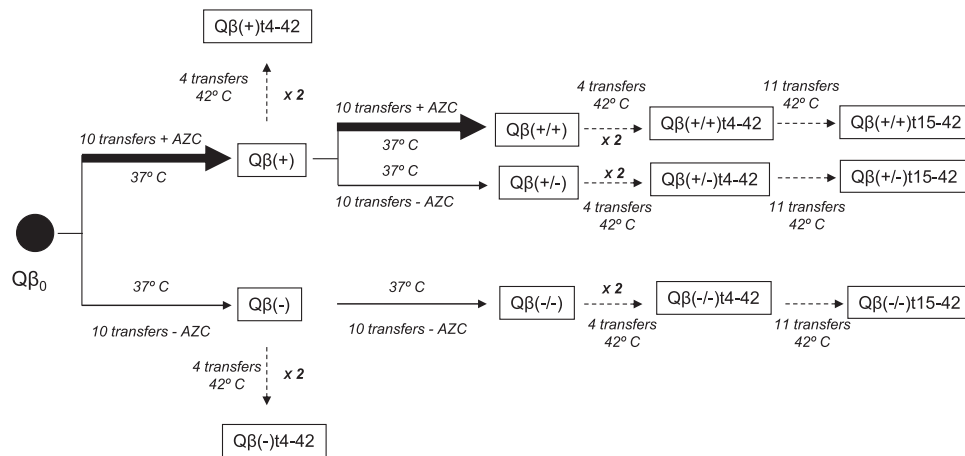 Qβ(+)t4-42
4 transfers
42º C
x 2
10 transfers + AZC
37º C
Qβ(+)
10 transfers + AZC
37º C
Qβ(+/+)
4 transfers
42º C
x 2
Qβ(+/+)t4-42
11 transfers
42º C
Qβ(+/+)t15-42
37º C
10 transfers - AZC
Qβ(+/-)
x 2
4 transfers
42º C
Qβ(+/-)t4-42
11 transfers
42º C
Qβ(+/-)t15-42
Qβ₀
37º C
10 transfers - AZC
Qβ(-)
37º C
10 transfers - AZC
Qβ(-/-)
x 2
4 transfers
42º C
Qβ(-/-)t4-42
11 transfers
42º C
Qβ(-/-)t15-42
4 transfers
42º C
x 2
Qβ(-)t4-42